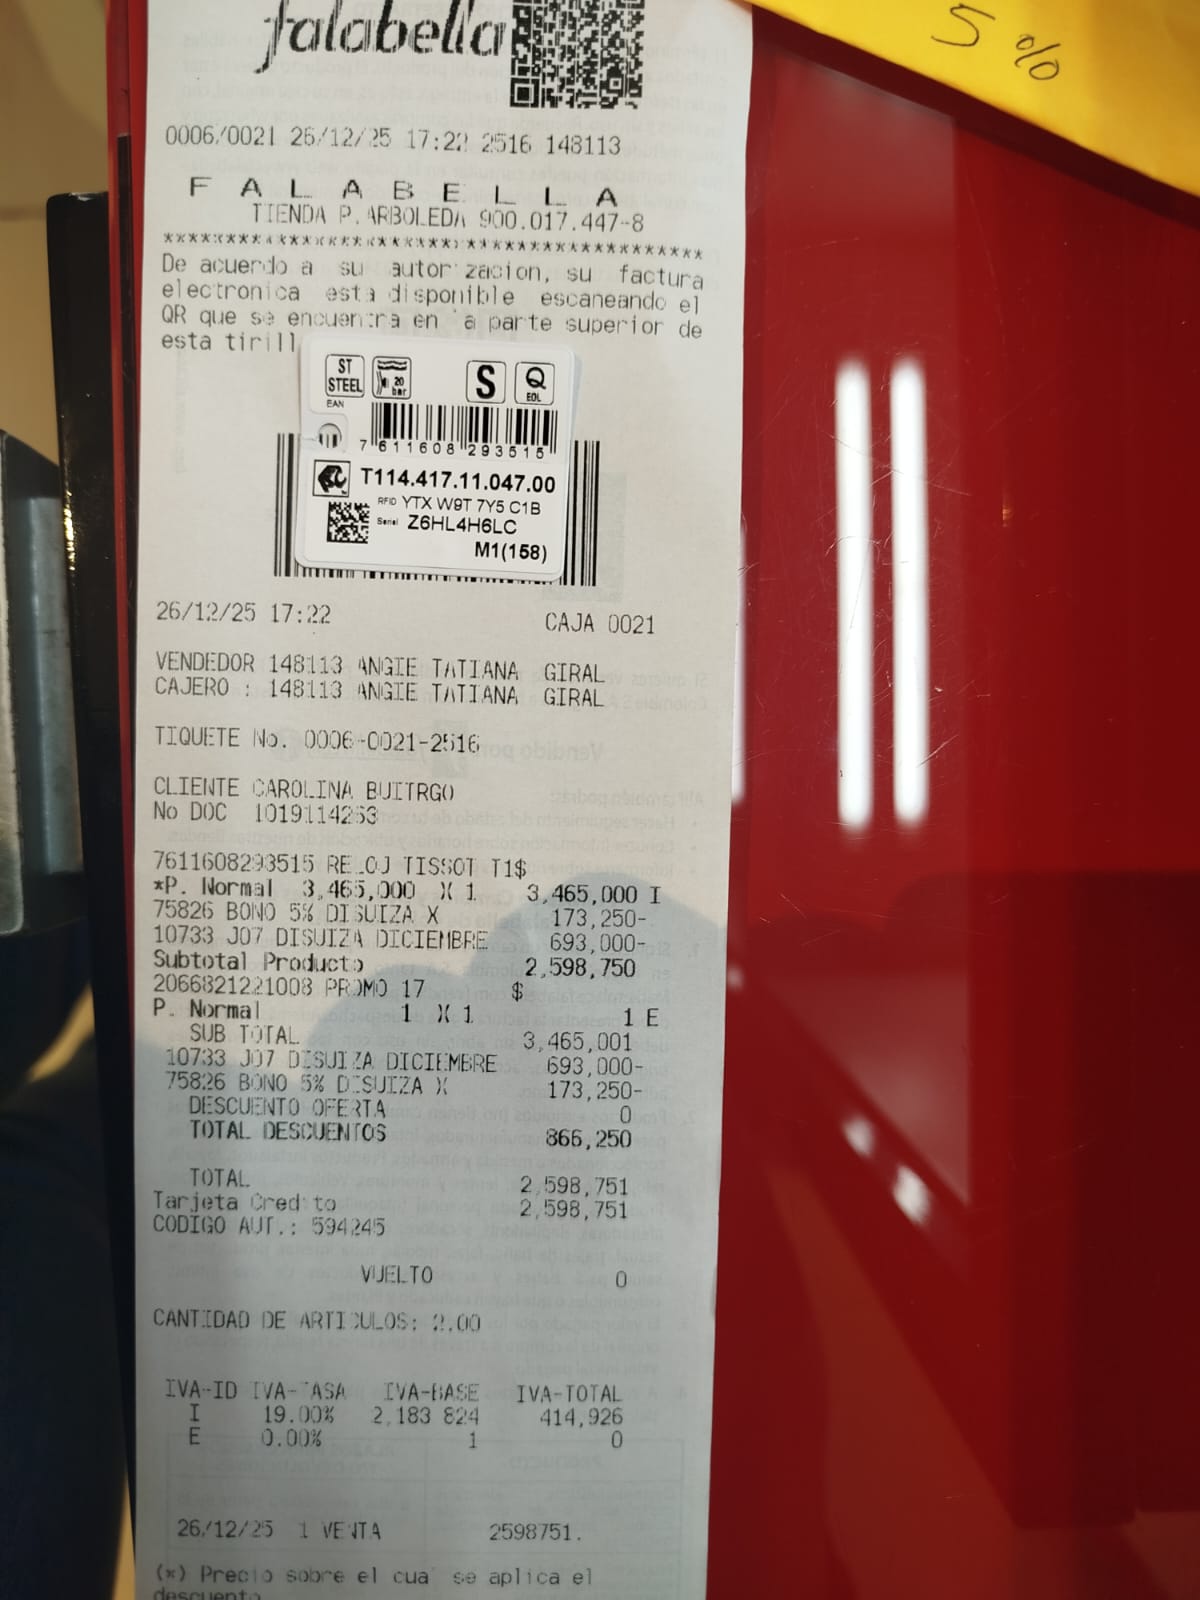 falabella
5 %
0006/0021 26/12/25 17:22 2516 148113
F A L A B E L L A
TIENDA P.ARBOLEDA 900.017.447-8
De acuerdo a su autorizacion, su factura
electronica esta disponible escaneando el
QR que se encuentra en la parte superior de
esta tirill
ST
STEEL
20
bar
S
Q
EOL
EAN
7 611608 293515
T114.417.11.047.00
RFID YTX W9T 7Y5 C1B
Serial Z6HL4H6LC
M1(158)
26/12/25 17:22 CAJA 0021
VENDEDOR 148113 ANGIE TATIANA GIRAL
CAJERO : 148113 ANGIE TATIANA GIRAL
TIQUETE No. 0006-0021-2516
CLIENTE CAROLINA BUITRGO
No DOC 1019114263
7611608293515 RELOJ TISSOT T1$
*P. Normal 3,465,000 X 1 3,465,000 I
75826 BONO 5% DISUIZA X 173,250-
10733 J07 DISUIZA DICIEMBRE 693,000-
Subtotal Producto 2,598,750
2066821221008 PROMO 17 $
P. Normal 1 X 1 1 E
SUB TOTAL 3,465,001
10733 J07 DISUIZA DICIEMBRE 693,000-
75826 BONO 5% DISUIZA X 173,250-
DESCUENTO OFERTA 0
TOTAL DESCUENTOS 866,250
TOTAL 2,598,751
Tarjeta Credito 2,598,751
CODIGO AUT.: 594245
VUELTO 0
CANTIDAD DE ARTICULOS: 2.00
IVA-ID IVA-TASA IVA-BASE IVA-TOTAL
I 19.00% 2,183 824 414,926
E 0.00% 1 0
26/12/25 1 VENTA 2598751.
(*) Precio sobre el cual se aplica el
descuento